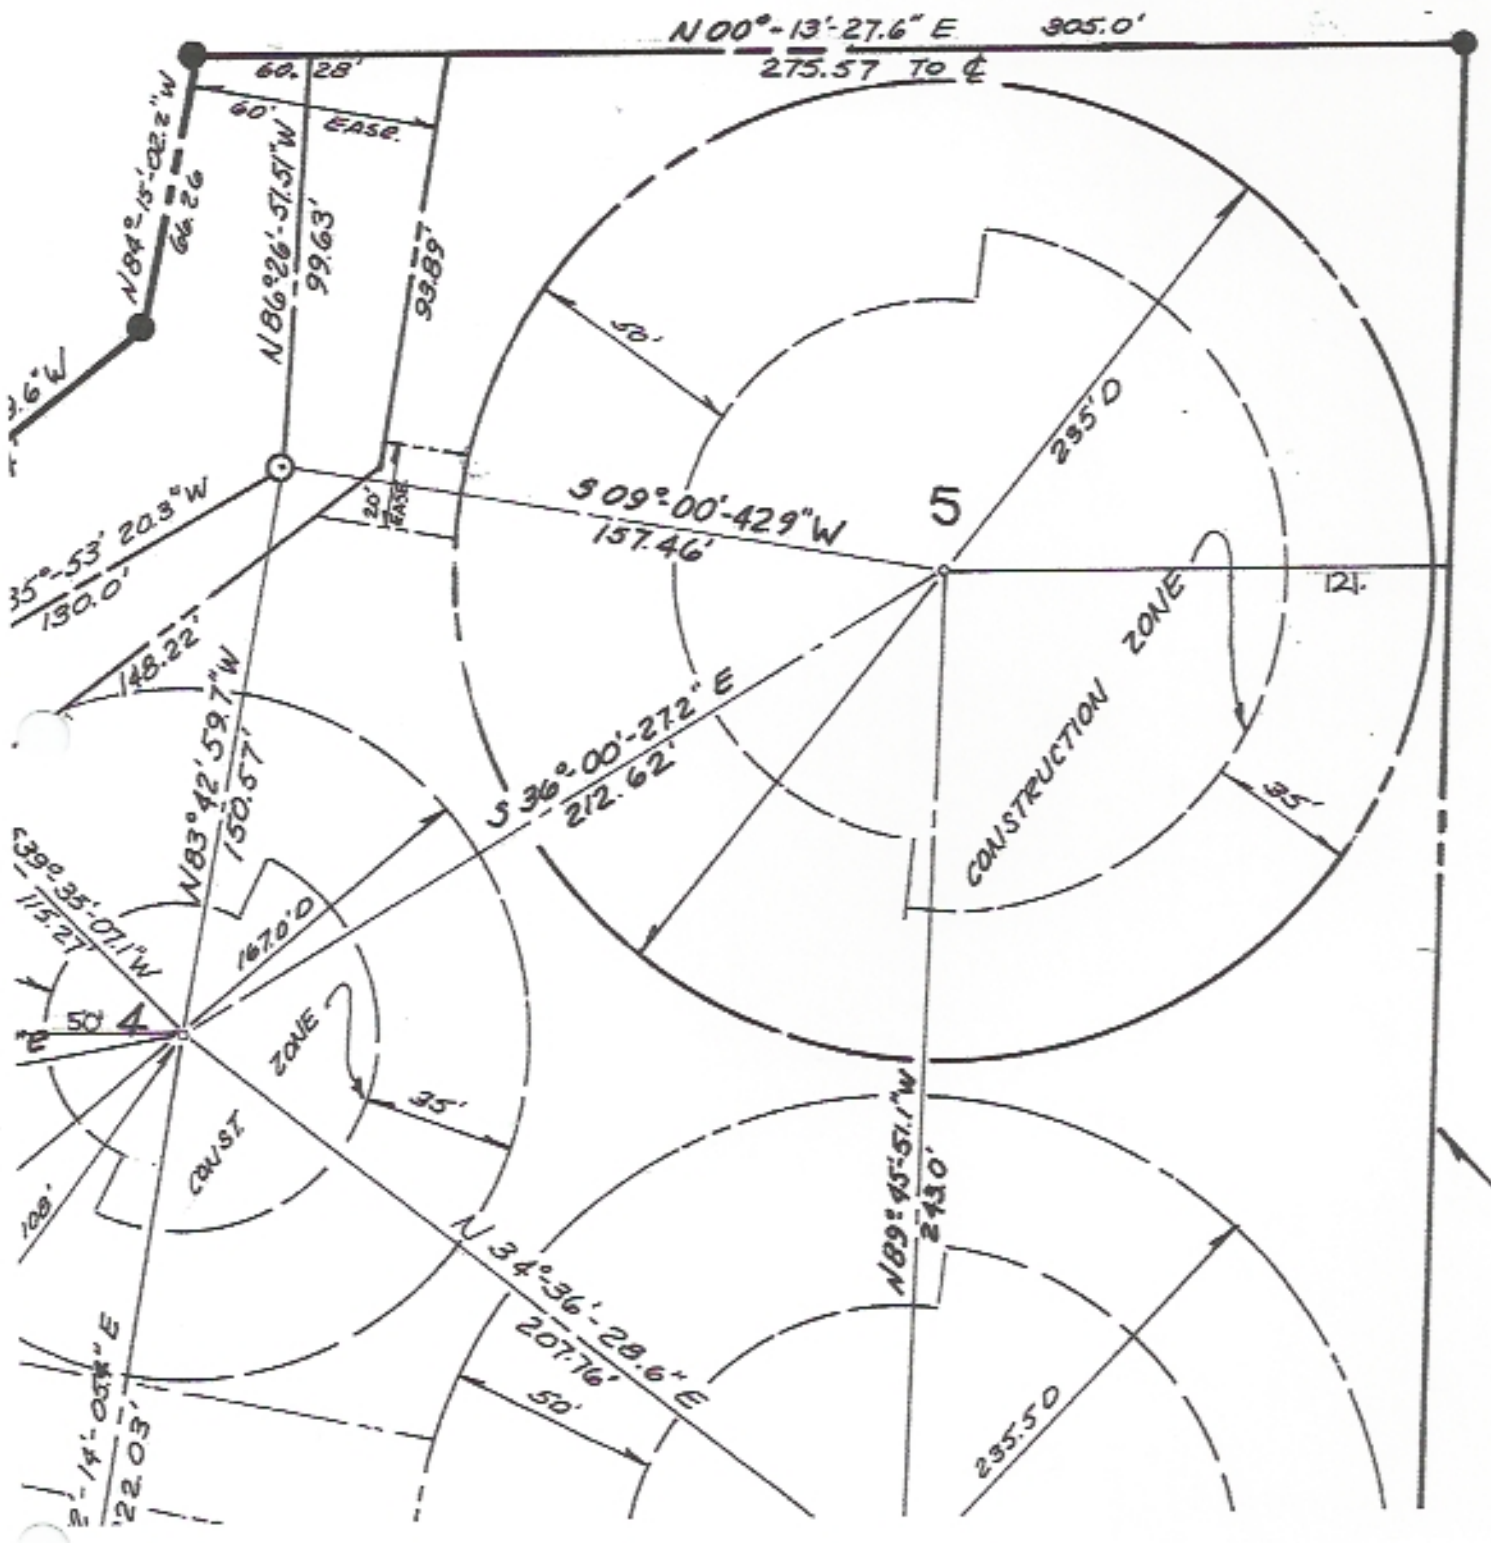 N 00°-13'-27.6" E 305.0'
275.57 TO ℄
60.28'
60' EASE.
N 84°-15'-02.2" W
66.26
N 86°26'-51.51" W
99.63'
93.89'
50'
235' D
5
S 09°-00'-42.9" W
157.46'
20'
EASE
121.
ZONE
CONSTRUCTION
35'
35°-53' 20.3" W
130.0'
148.22'
N83°42'59.7" W
150.57'
S 36°-00'-27.2" E
212.62'
S39°-35'-07.1" W
115.27'
167.0' D
50'
4
ZONE
CONST.
35'
108'
N89°45'-51.1" W
243.0'
N 34°-36'-28.6" E
207.76'
50'
235.5 D
22.03'